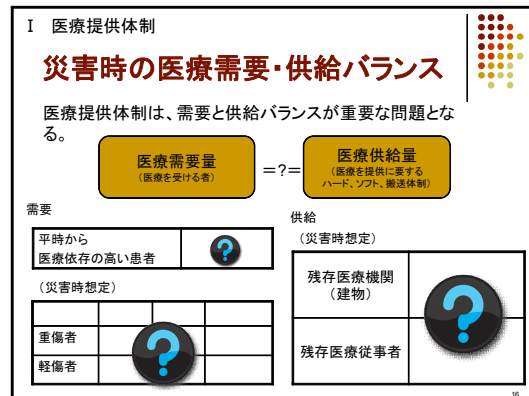 Ⅰ 医療提供体制
災害時の医療需要・供給バランス
医療提供体制は、需要と供給バランスが重要な問題とな
る。
医療需要量
（医療を受ける者）
＝?＝
医療供給量
（医療を提供に要する
ハード、ソフト、搬送体制）
需要
平時から
医療依存の高い患者
?
（災害時想定）
重傷者
軽傷者
?
供給
（災害時想定）
残存医療機関
（建物）
残存医療従事者
?
16